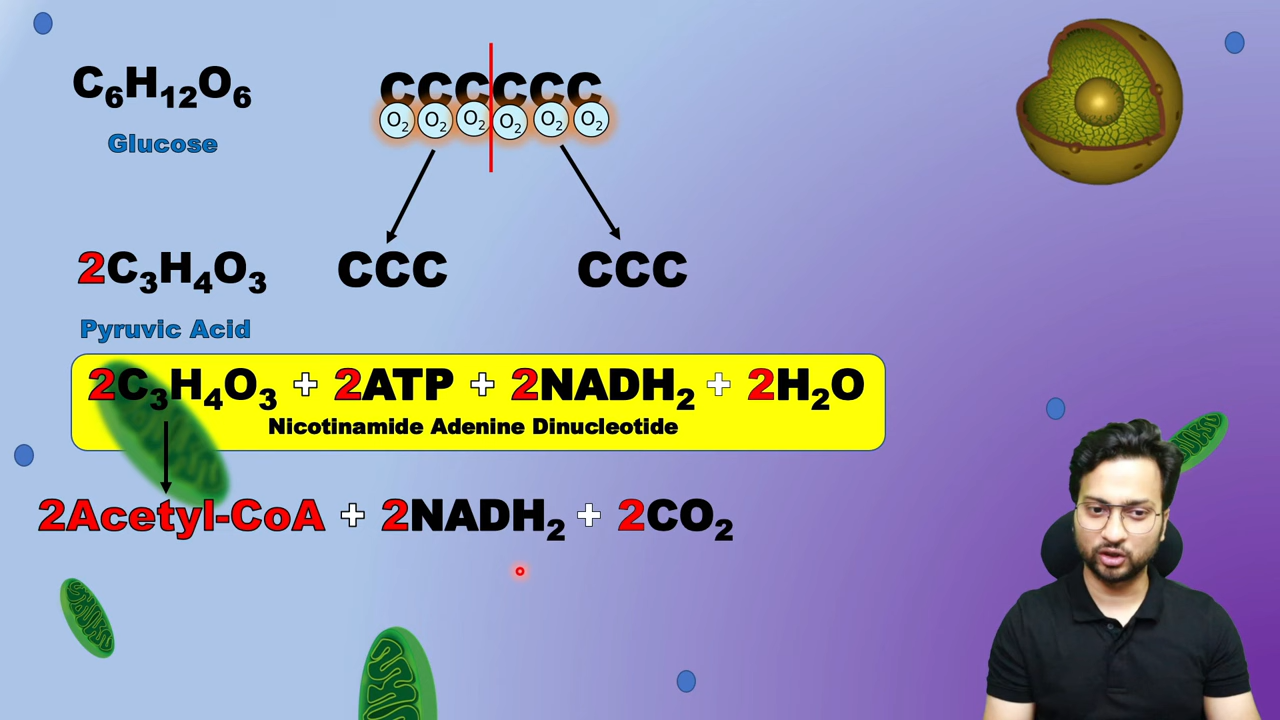 C₆H₁₂O₆
Glucose
CCCCCC
O₂ O₂ O₂ O₂ O₂ O₂
2C₃H₄O₃ CCC CCC
Pyruvic Acid
2C₃H₄O₃ + 2ATP + 2NADH₂ + 2H₂O
Nicotinamide Adenine Dinucleotide
2Acetyl-CoA + 2NADH₂ + 2CO₂